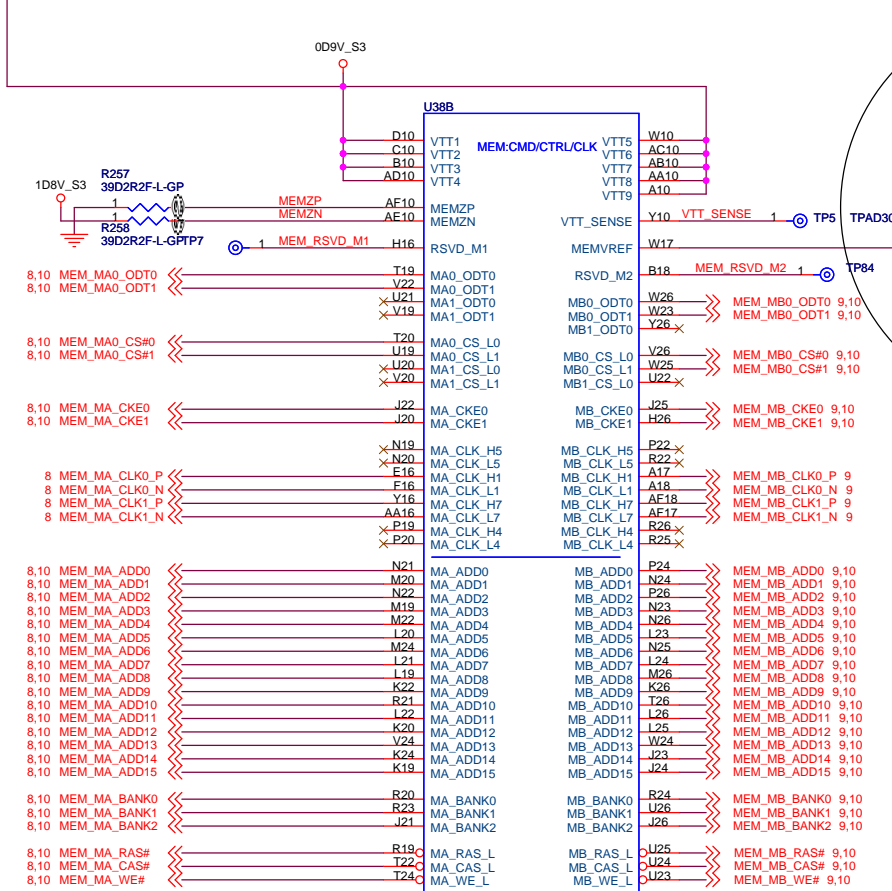 0D9V_S3
U38B
MEM:CMD/CTRL/CLK
D10 VTT1 VTT5 W10
C10 VTT2 VTT6 AC10
B10 VTT3 VTT7 AB10
AD10 VTT4 VTT8 AA10
VTT9 A10
R257
39D2R2F-L-GP
1D8V_S3
1 MEMZP AF10 MEMZP
1 MEMZN AE10 MEMZN VTT_SENSE Y10 VTT_SENSE 1 TP5 TPAD30
R258
39D2R2F-L-GP TP7
1 MEM_RSVD_M1 H16 RSVD_M1 MEMVREF W17
RSVD_M2 B18 MEM_RSVD_M2 1 TP84
8,10 MEM_MA0_ODT0 T19 MA0_ODT0
8,10 MEM_MA0_ODT1 V22 MA0_ODT1
U21 MA1_ODT0 MB0_ODT0 W26 MEM_MB0_ODT0 9,10
V19 MA1_ODT1 MB0_ODT1 W23 MEM_MB0_ODT1 9,10
MB1_ODT0 Y26
8,10 MEM_MA0_CS#0 T20 MA0_CS_L0
8,10 MEM_MA0_CS#1 U19 MA0_CS_L1 MB0_CS_L0 V26 MEM_MB0_CS#0 9,10
U20 MA1_CS_L0 MB0_CS_L1 W25 MEM_MB0_CS#1 9,10
V20 MA1_CS_L1 MB1_CS_L0 U22
8,10 MEM_MA_CKE0 J22 MA_CKE0 MB_CKE0 J25 MEM_MB_CKE0 9,10
8,10 MEM_MA_CKE1 J20 MA_CKE1 MB_CKE1 H26 MEM_MB_CKE1 9,10
N19 MA_CLK_H5 MB_CLK_H5 P22
N20 MA_CLK_L5 MB_CLK_L5 R22
8 MEM_MA_CLK0_P E16 MA_CLK_H1 MB_CLK_H1 A17 MEM_MB_CLK0_P 9
8 MEM_MA_CLK0_N F16 MA_CLK_L1 MB_CLK_L1 A18 MEM_MB_CLK0_N 9
8 MEM_MA_CLK1_P Y16 MA_CLK_H7 MB_CLK_H7 AF18 MEM_MB_CLK1_P 9
8 MEM_MA_CLK1_N AA16 MA_CLK_L7 MB_CLK_L7 AF17 MEM_MB_CLK1_N 9
P19 MA_CLK_H4 MB_CLK_H4 R26
P20 MA_CLK_L4 MB_CLK_L4 R25
8,10 MEM_MA_ADD0 N21 MA_ADD0 MB_ADD0 P24 MEM_MB_ADD0 9,10
8,10 MEM_MA_ADD1 M20 MA_ADD1 MB_ADD1 N24 MEM_MB_ADD1 9,10
8,10 MEM_MA_ADD2 N22 MA_ADD2 MB_ADD2 P26 MEM_MB_ADD2 9,10
8,10 MEM_MA_ADD3 M19 MA_ADD3 MB_ADD3 N23 MEM_MB_ADD3 9,10
8,10 MEM_MA_ADD4 M22 MA_ADD4 MB_ADD4 N26 MEM_MB_ADD4 9,10
8,10 MEM_MA_ADD5 L20 MA_ADD5 MB_ADD5 L23 MEM_MB_ADD5 9,10
8,10 MEM_MA_ADD6 M24 MA_ADD6 MB_ADD6 N25 MEM_MB_ADD6 9,10
8,10 MEM_MA_ADD7 L21 MA_ADD7 MB_ADD7 L24 MEM_MB_ADD7 9,10
8,10 MEM_MA_ADD8 L19 MA_ADD8 MB_ADD8 M26 MEM_MB_ADD8 9,10
8,10 MEM_MA_ADD9 K22 MA_ADD9 MB_ADD9 K26 MEM_MB_ADD9 9,10
8,10 MEM_MA_ADD10 R21 MA_ADD10 MB_ADD10 T26 MEM_MB_ADD10 9,10
8,10 MEM_MA_ADD11 L22 MA_ADD11 MB_ADD11 L26 MEM_MB_ADD11 9,10
8,10 MEM_MA_ADD12 K20 MA_ADD12 MB_ADD12 L25 MEM_MB_ADD12 9,10
8,10 MEM_MA_ADD13 V24 MA_ADD13 MB_ADD13 W24 MEM_MB_ADD13 9,10
8,10 MEM_MA_ADD14 K24 MA_ADD14 MB_ADD14 J23 MEM_MB_ADD14 9,10
8,10 MEM_MA_ADD15 K19 MA_ADD15 MB_ADD15 J24 MEM_MB_ADD15 9,10
8,10 MEM_MA_BANK0 R20 MA_BANK0 MB_BANK0 R24 MEM_MB_BANK0 9,10
8,10 MEM_MA_BANK1 R23 MA_BANK1 MB_BANK1 U26 MEM_MB_BANK1 9,10
8,10 MEM_MA_BANK2 J21 MA_BANK2 MB_BANK2 J26 MEM_MB_BANK2 9,10
8,10 MEM_MA_RAS# R19 MA_RAS_L MB_RAS_L U25 MEM_MB_RAS# 9,10
8,10 MEM_MA_CAS# T22 MA_CAS_L MB_CAS_L U24 MEM_MB_CAS# 9,10
8,10 MEM_MA_WE# T24 MA_WE_L MB_WE_L U23 MEM_MB_WE# 9,10